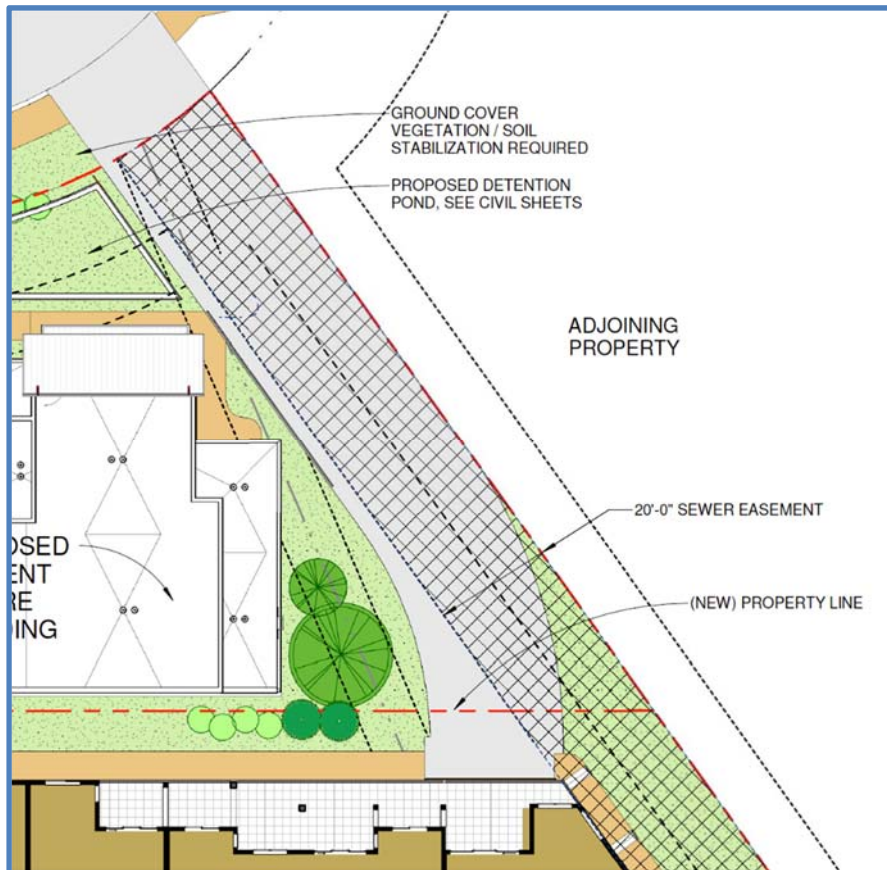 GROUND COVER
VEGETATION / SOIL
STABILIZATION REQUIRED
PROPOSED DETENTION
POND, SEE CIVIL SHEETS
ADJOINING
PROPERTY
20'-0" SEWER EASEMENT
(NEW) PROPERTY LINE
OSED
ENT
RE
DING